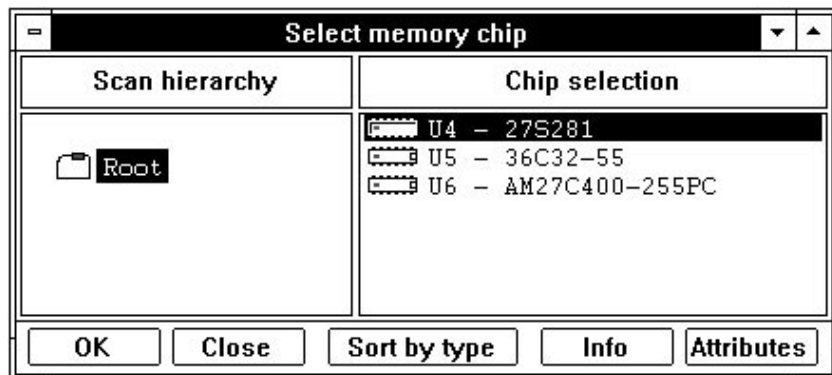 Select memory chip
Scan hierarchy
Chip selection
Root
U4 – 27S281
U5 – 36C32–55
U6 – AM27C400–255PC
OK
Close
Sort by type
Info
Attributes